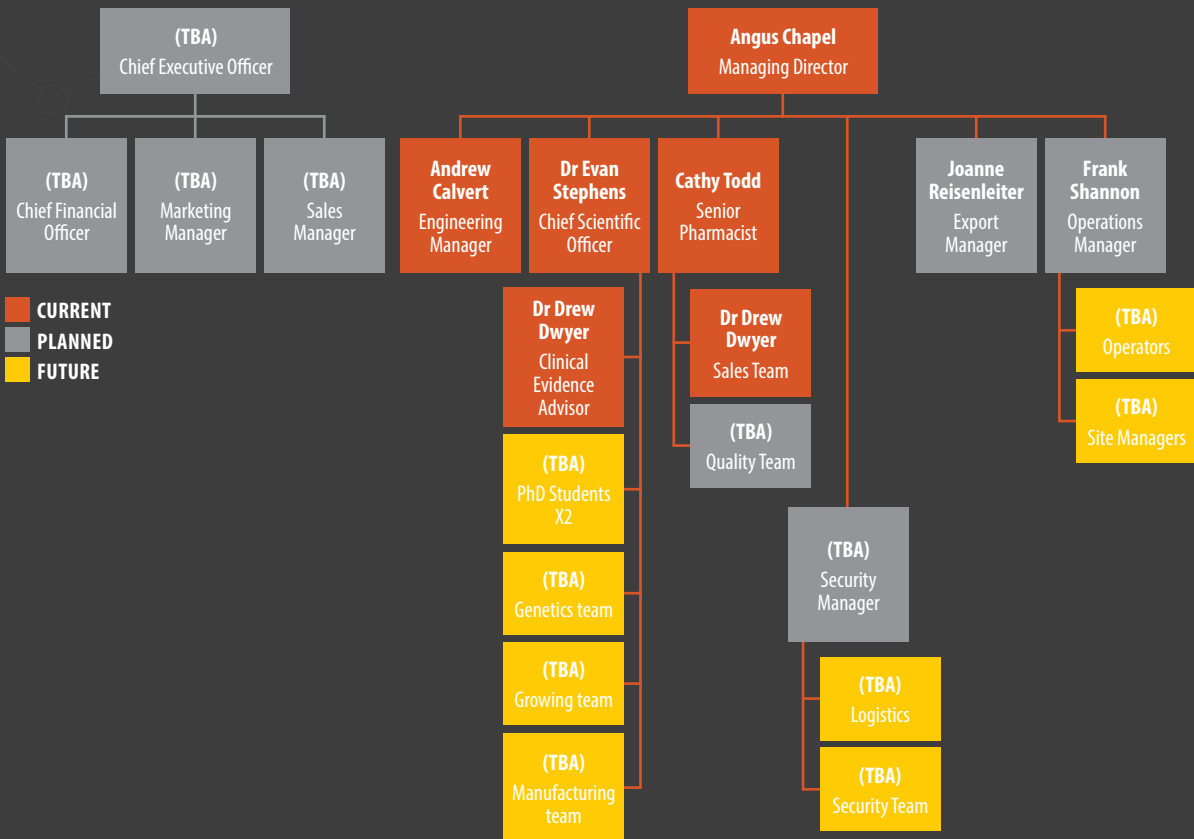 (TBA)
Chief Executive Officer
Angus Chapel
Managing Director
(TBA)
Chief Financial
Officer
(TBA)
Marketing
Manager
(TBA)
Sales
Manager
Andrew
Calvert
Engineering
Manager
Dr Evan
Stephens
Chief Scientific
Officer
Cathy Todd
Senior
Pharmacist
Joanne
Reisenleiter
Export
Manager
Frank
Shannon
Operations
Manager
CURRENT
PLANNED
FUTURE
Dr Drew
Dwyer
Clinical
Evidence
Advisor
(TBA)
PhD Students
X2
(TBA)
Genetics team
(TBA)
Growing team
(TBA)
Manufacturing
team
Dr Drew
Dwyer
Sales Team
(TBA)
Quality Team
(TBA)
Security
Manager
(TBA)
Logistics
(TBA)
Security Team
(TBA)
Operators
(TBA)
Site Managers